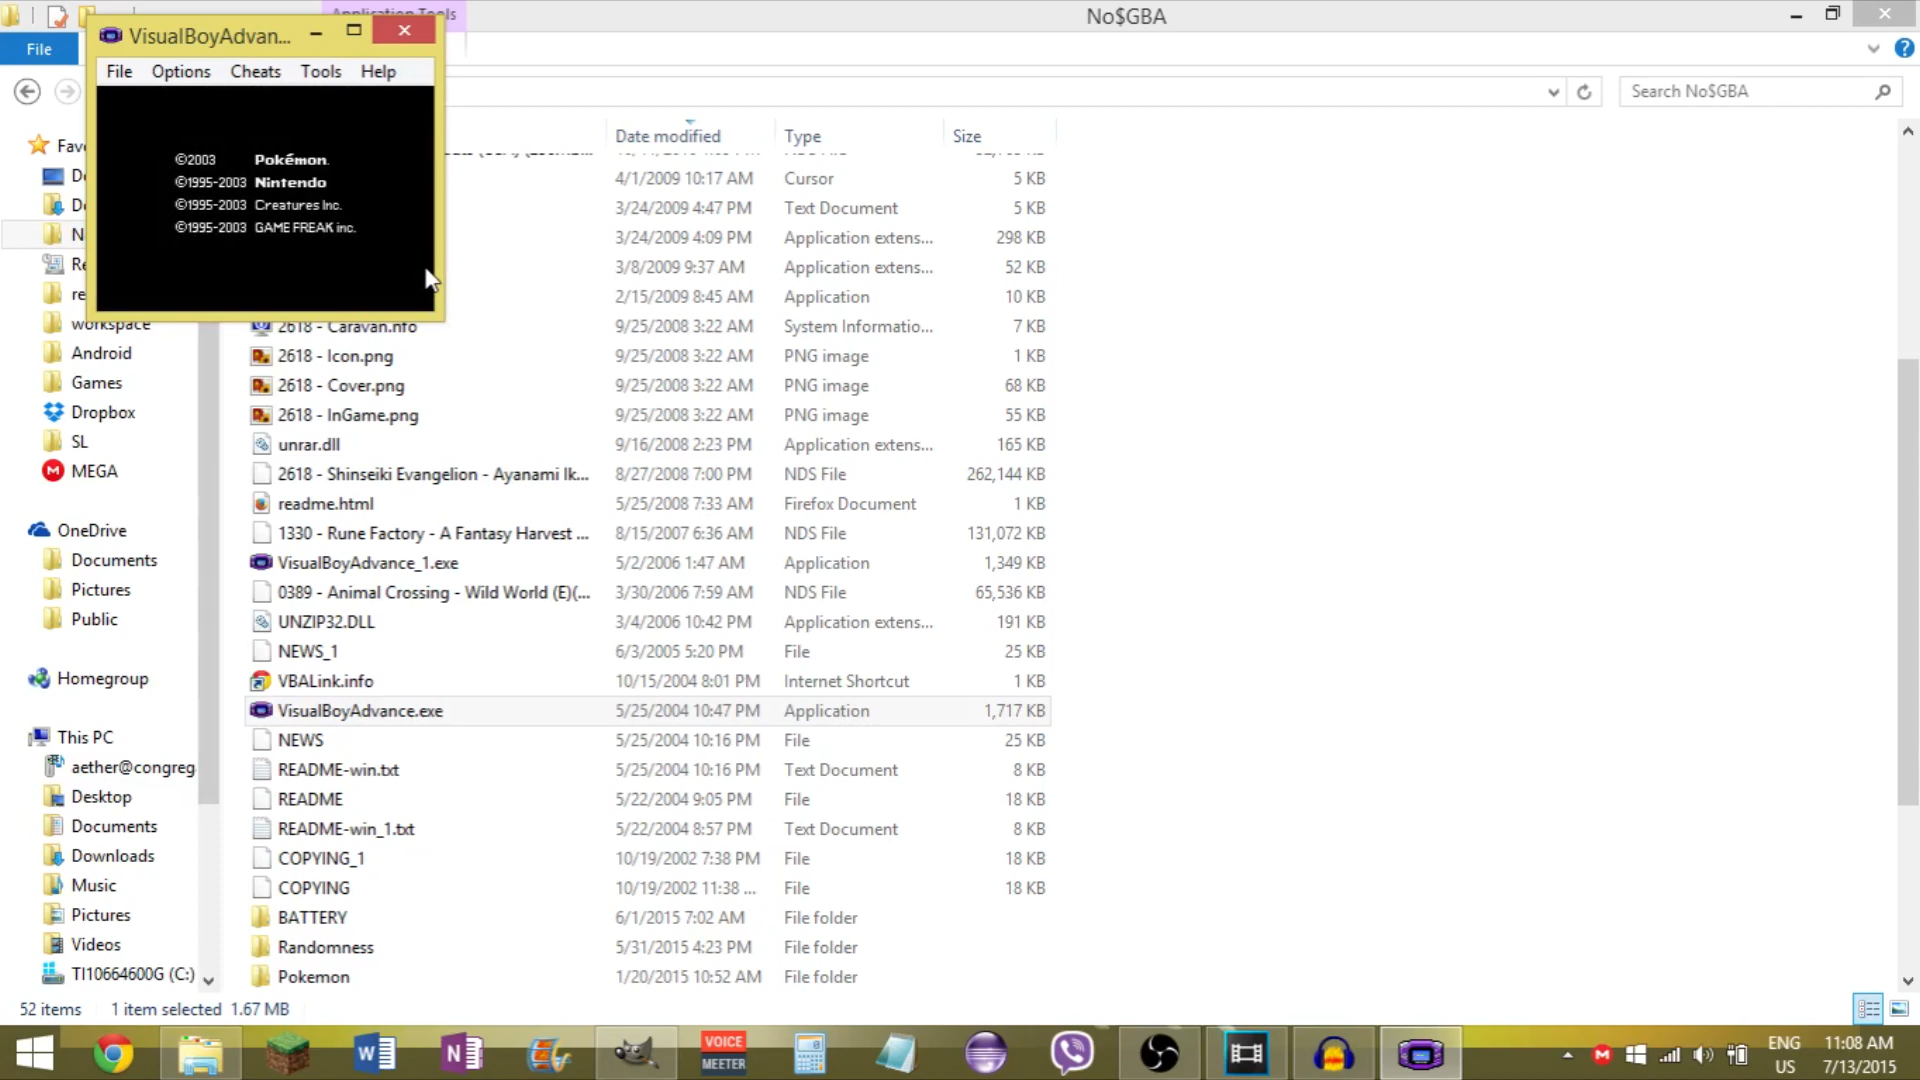 Application Tools
No$GBA
File
VisualBoyAdvan...
File Options Cheats Tools Help
Search No$GBA
©2003 Pokémon.
©1995-2003 Nintendo
©1995-2003 Creatures Inc.
©1995-2003 GAME FREAK inc.
Date modified Type Size
4/1/2009 10:17 AM Cursor 5 KB
3/24/2009 4:47 PM Text Document 5 KB
3/24/2009 4:09 PM Application extens... 298 KB
3/8/2009 9:37 AM Application extens... 52 KB
2/15/2009 8:45 AM Application 10 KB
2618 - Caravan.nfo 9/25/2008 3:22 AM System Informatio... 7 KB
2618 - Icon.png 9/25/2008 3:22 AM PNG image 1 KB
2618 - Cover.png 9/25/2008 3:22 AM PNG image 68 KB
2618 - InGame.png 9/25/2008 3:22 AM PNG image 55 KB
unrar.dll 9/16/2008 2:23 PM Application extens... 165 KB
2618 - Shinseiki Evangelion - Ayanami Ik... 8/27/2008 7:00 PM NDS File 262,144 KB
readme.html 5/25/2008 7:33 AM Firefox Document 1 KB
1330 - Rune Factory - A Fantasy Harvest ... 8/15/2007 6:36 AM NDS File 131,072 KB
VisualBoyAdvance_1.exe 5/2/2006 1:47 AM Application 1,349 KB
0389 - Animal Crossing - Wild World (E)(... 3/30/2006 7:59 AM NDS File 65,536 KB
UNZIP32.DLL 3/4/2006 10:42 PM Application extens... 191 KB
NEWS_1 6/3/2005 5:20 PM File 25 KB
VBALink.info 10/15/2004 8:01 PM Internet Shortcut 1 KB
VisualBoyAdvance.exe 5/25/2004 10:47 PM Application 1,717 KB
NEWS 5/25/2004 10:16 PM File 25 KB
README-win.txt 5/25/2004 10:16 PM Text Document 8 KB
README 5/22/2004 9:05 PM File 18 KB
README-win_1.txt 5/22/2004 8:57 PM Text Document 8 KB
COPYING_1 10/19/2002 7:38 PM File 18 KB
COPYING 10/19/2002 11:38 ... File 18 KB
BATTERY 6/1/2015 7:02 AM File folder
Randomness 5/31/2015 4:23 PM File folder
Pokemon 1/20/2015 10:52 AM File folder
Fav
workspace
Android
Games
Dropbox
SL
MEGA
OneDrive
Documents
Pictures
Public
Homegroup
This PC
aether@congreg
Desktop
Documents
Downloads
Music
Pictures
Videos
TI10664600G (C:)
52 items 1 item selected 1.67 MB
VOICE
MEETER
ENG
US
11:08 AM
7/13/2015